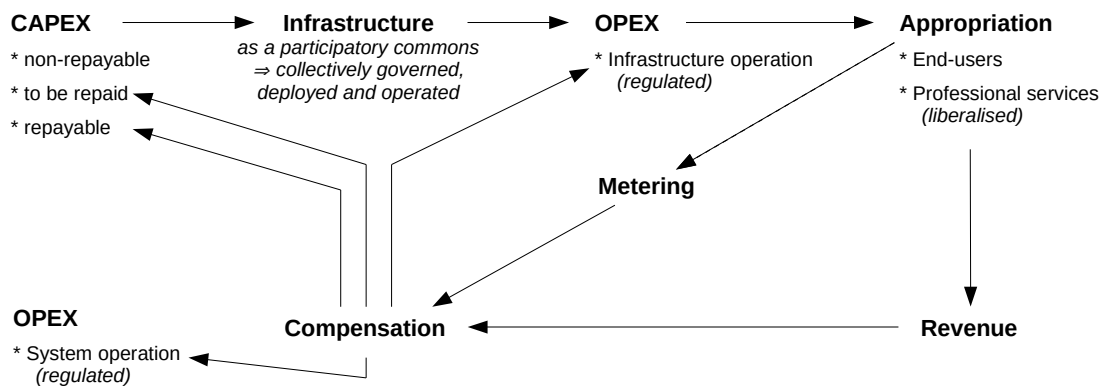 CAPEX
* non-repayable
* to be repaid
* repayable
Infrastructure
as a participatory commons
⇒ collectively governed,
deployed and operated
OPEX
* Infrastructure operation
(regulated)
Appropriation
* End-users
* Professional services
(liberalised)
Metering
OPEX
* System operation
(regulated)
Compensation
Revenue